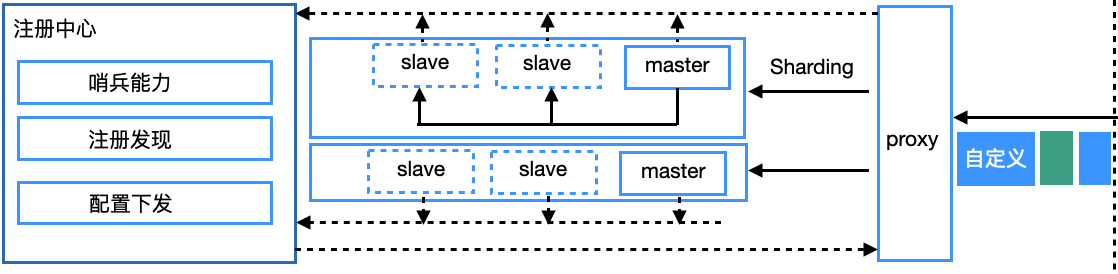 注册中心
哨兵能力
注册发现
配置下发
slave
slave
master
Sharding
slave
slave
master
proxy
自定义